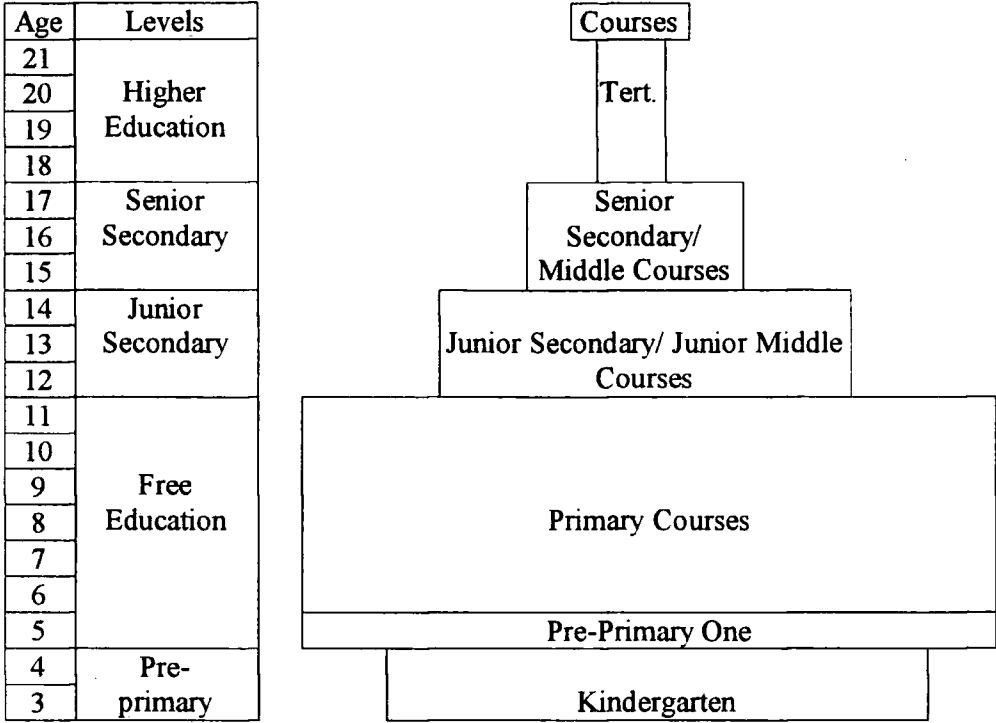 Age Levels Courses
21
20 Higher Tert.
19 Education
18
17 Senior Senior
16 Secondary Secondary/
15 Middle Courses
14 Junior
13 Secondary Junior Secondary/ Junior Middle
12 Courses
11
10
9 Free
8 Education Primary Courses
7
6
5 Pre-Primary One
4 Pre-
3 primary Kindergarten